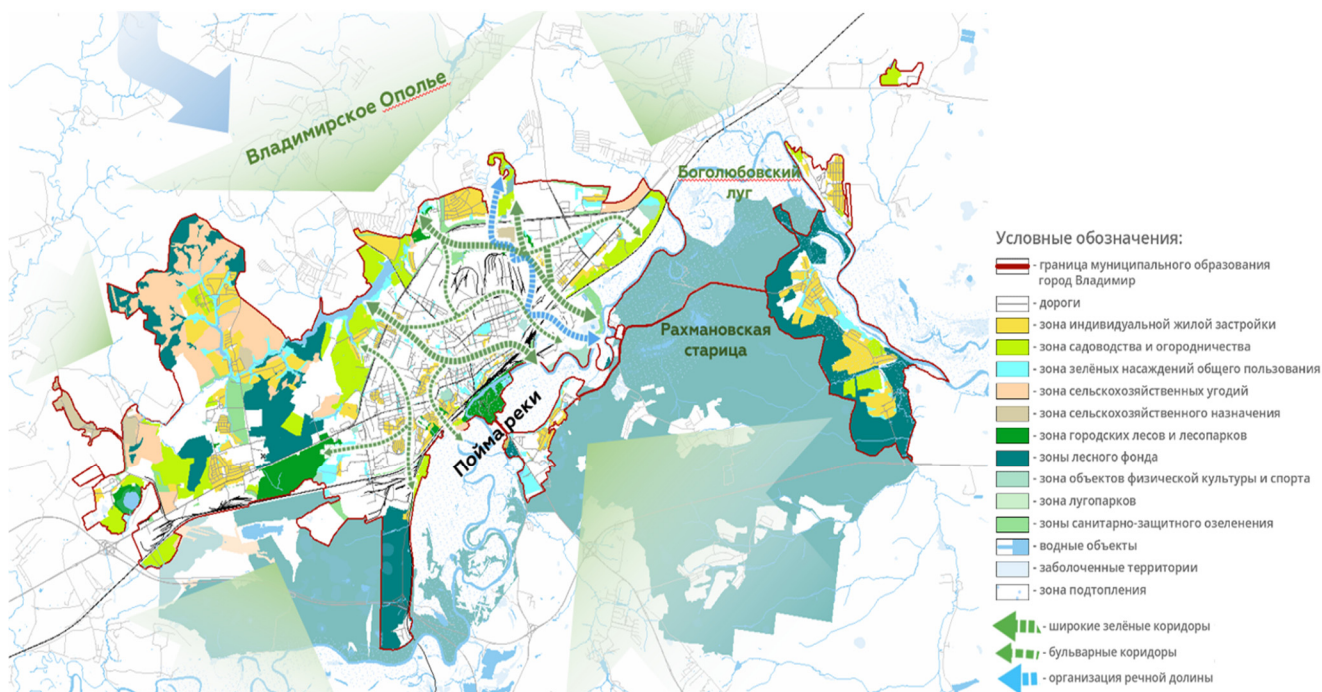 Владимирское Ополье
Боголюбовский
луг
Рахмановская
старица
Пойма реки
Условные обозначения:
- граница муниципального образования
город Владимир
- дороги
- зона индивидуальной жилой застройки
- зона садоводства и огородничества
- зона зелёных насаждений общего пользования
- зона сельскохозяйственных угодий
- зона сельскохозяйственного назначения
- зона городских лесов и лесопарков
- зоны лесного фонда
- зона объектов физической культуры и спорта
- зона лугопарков
- зоны санитарно-защитного озеленения
- водные объекты
- заболоченные территории
- зона подтопления
- широкие зелёные коридоры
- бульварные коридоры
- организация речной долины